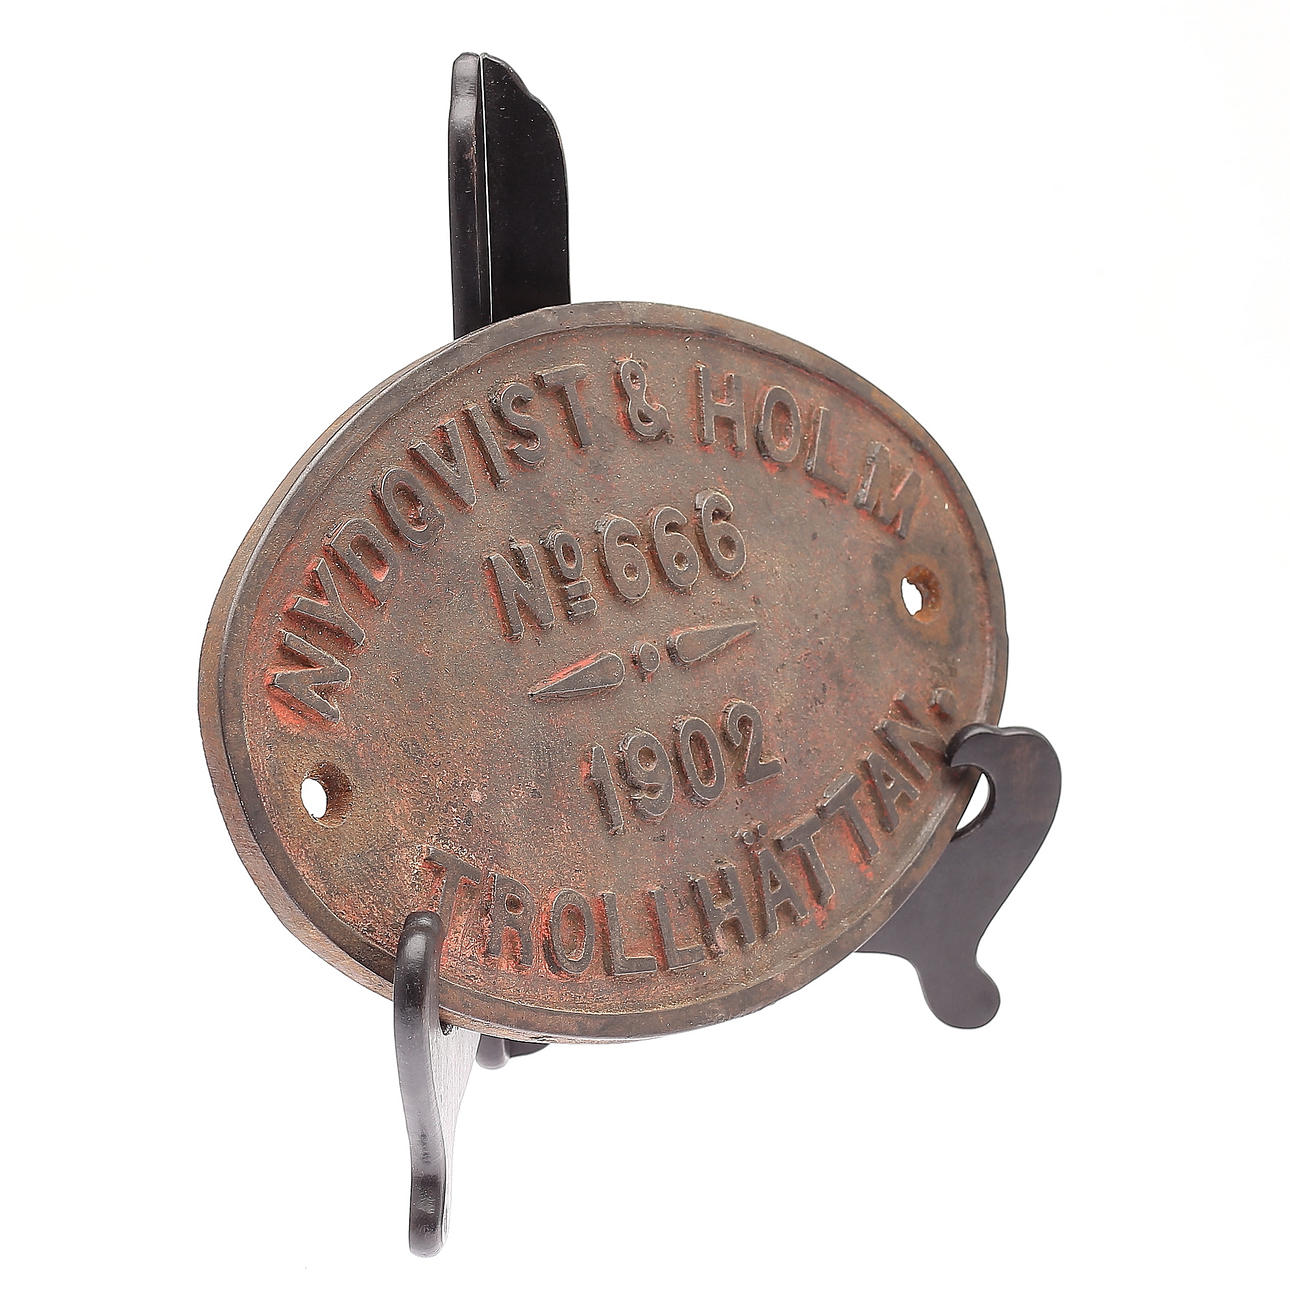 NYDQVIST & HOLM
Nº 666
1902
TROLLHÄTTAN.